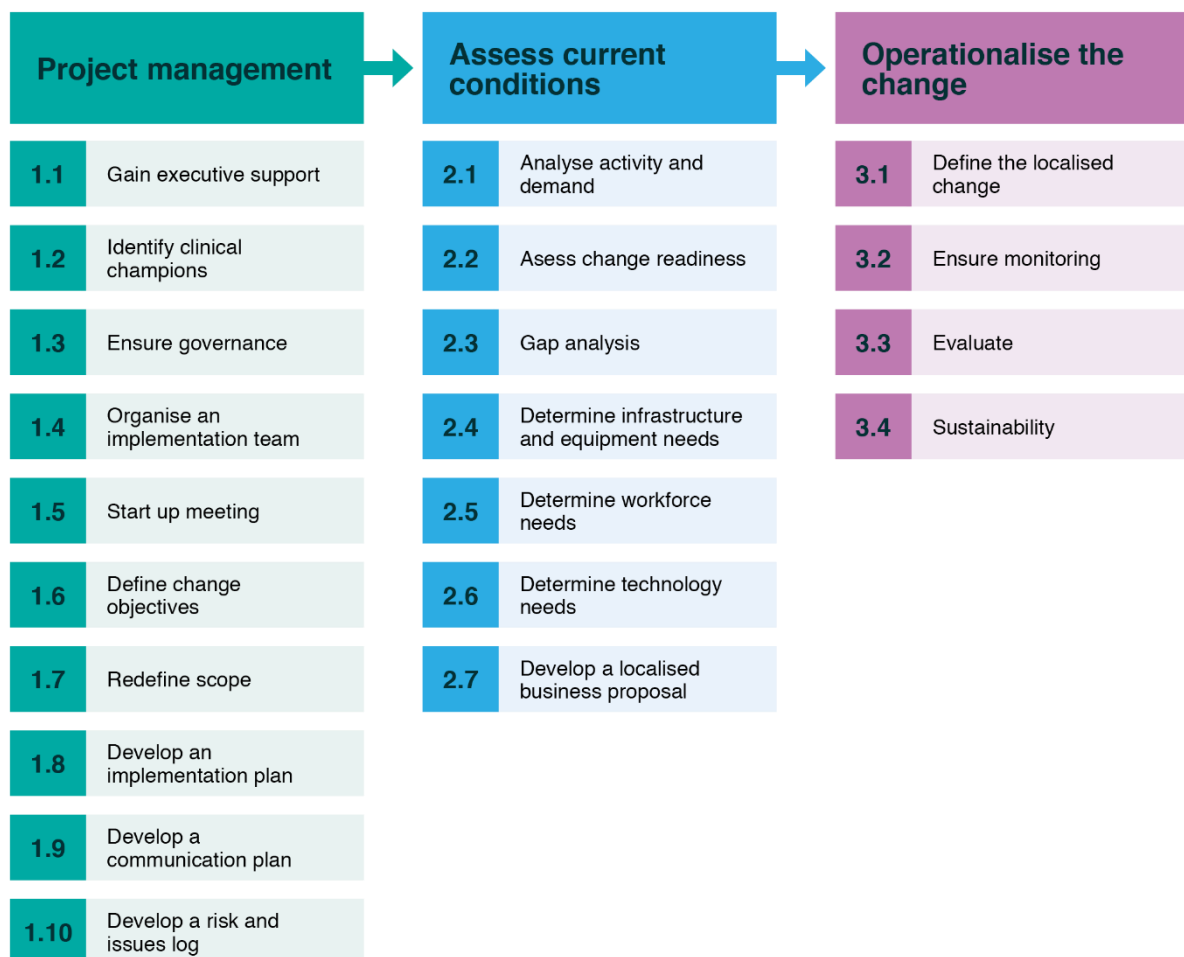 Project management
1.1
Gain executive support
1.2
Identify clinical
champions
1.3
Ensure governance
1.4
Organise an
implementation team
1.5
Start up meeting
1.6
Define change
objectives
1.7
Redefine scope
1.8
Develop an
implementation plan
1.9
Develop a
communication plan
1.10
Develop a risk and
issues log
Assess current
conditions
2.1
Analyse activity and
demand
2.2
Asess change readiness
2.3
Gap analysis
2.4
Determine infrastructure
and equipment needs
2.5
Determine workforce
needs
2.6
Determine technology
needs
2.7
Develop a localised
business proposal
Operationalise the
change
3.1
Define the localised
change
3.2
Ensure monitoring
3.3
Evaluate
3.4
Sustainability